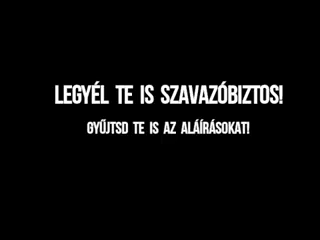 LEGYÉL TE IS SZAVAZÓBIZTOS!
GYŰJTSD TE IS AZ ALÁÍRÁSOKAT!